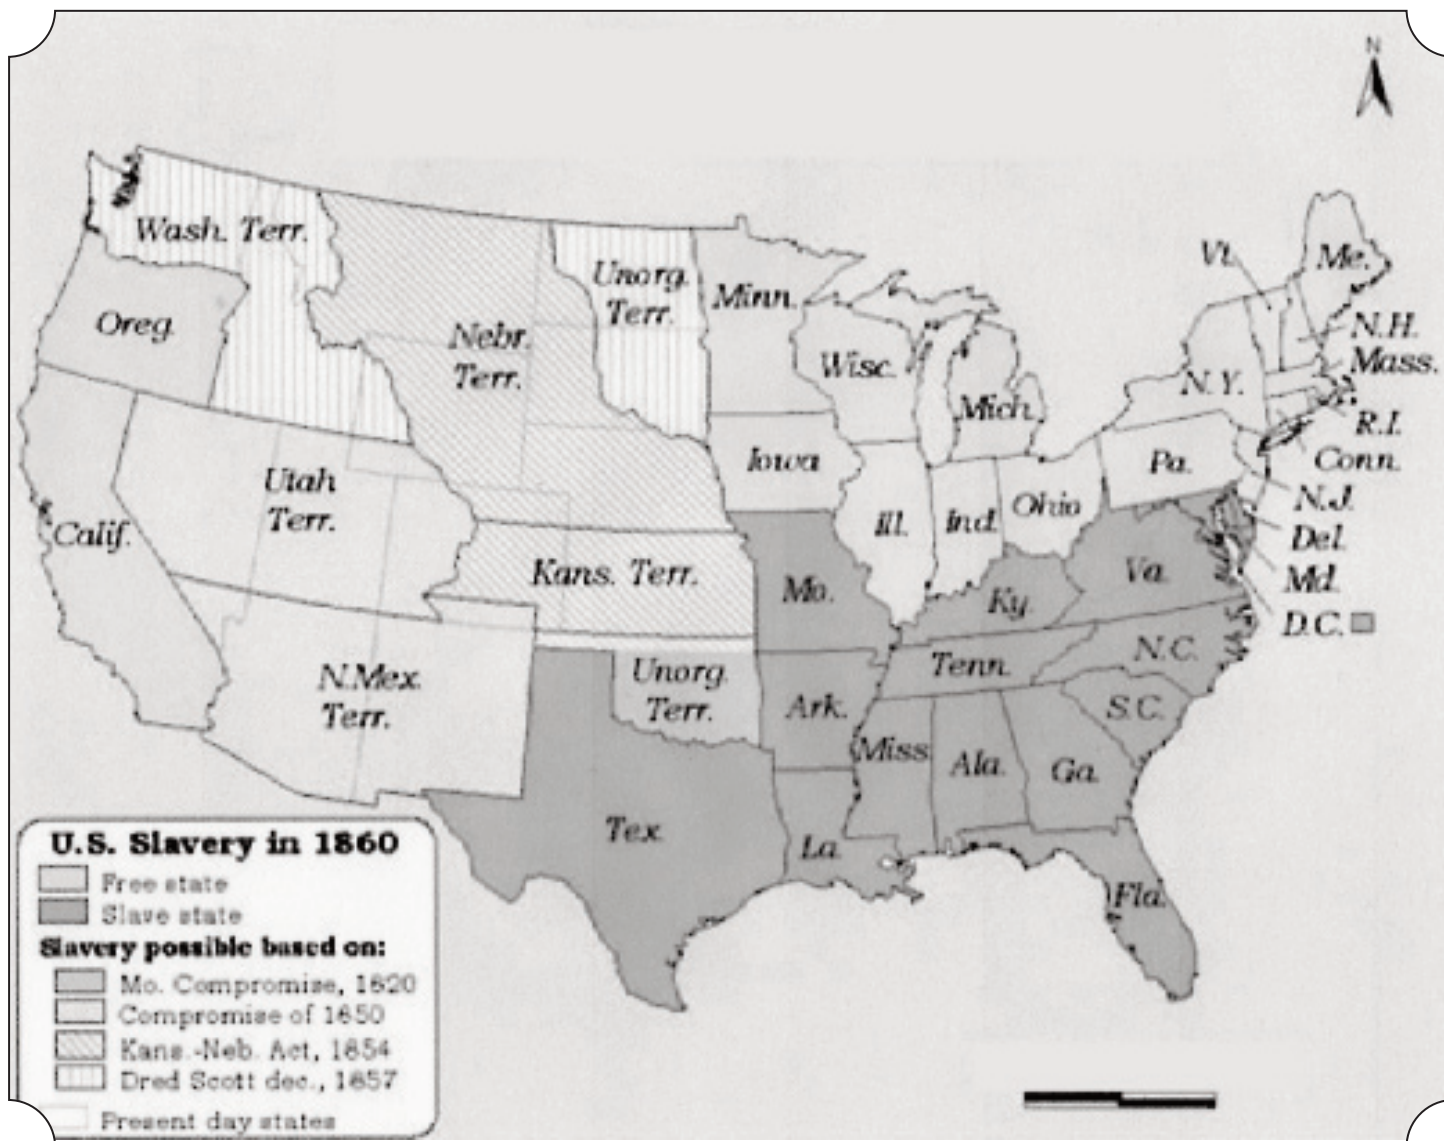 N
Wash. Terr.
Oreg.
Calif.
Utah
Terr.
N.Mex.
Terr.
Nebr.
Terr.
Unorg.
Terr.
Kans. Terr.
Unorg.
Terr.
Tex.
Minn.
Iowa
Mo.
Ark.
La.
Wisc.
Ill.
Mich.
Ind.
Ohio
Ky.
Tenn.
Miss
Ala.
Ga.
Fla.
S.C.
N.C.
Va.
Pa.
N.Y.
Vt.
Me.
N.H.
Mass.
R.I.
Conn.
N.J.
Del.
Md.
D.C.
U.S. Slavery in 1860
Free state
Slave state
Slavery possible based on:
Mo. Compromise, 1820
Compromise of 1850
Kans.-Neb. Act, 1854
Dred Scott dec., 1857
Present day states